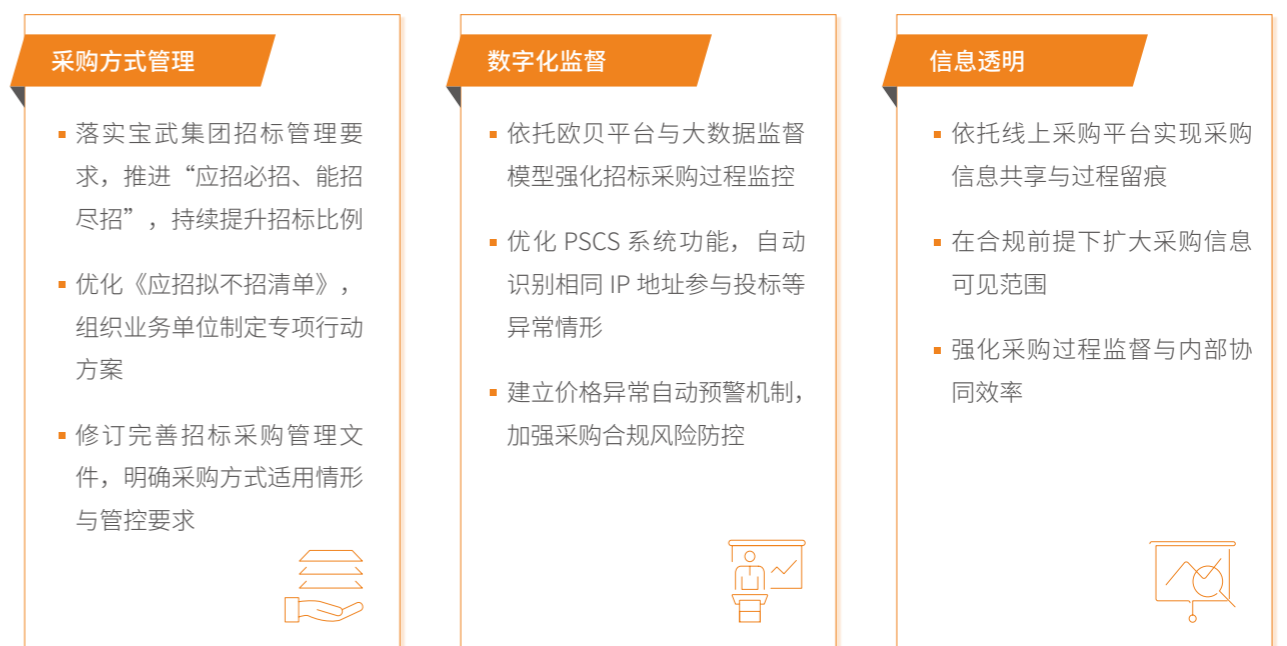 采购方式管理
落实宝武集团招标管理要
求，推进“应招必招、能招
尽招”，持续提升招标比例
优化《应招拟不招清单》，
组织业务单位制定专项行动
方案
修订完善招标采购管理文
件，明确采购方式适用情形
与管控要求
数字化监督
依托欧贝平台与大数据监督
模型强化招标采购过程监控
优化 PSCS 系统功能，自动
识别相同 IP 地址参与投标等
异常情形
建立价格异常自动预警机制，
加强采购合规风险防控
信息透明
依托线上采购平台实现采购
信息共享与过程留痕
在合规前提下扩大采购信息
可见范围
强化采购过程监督与内部协
同效率